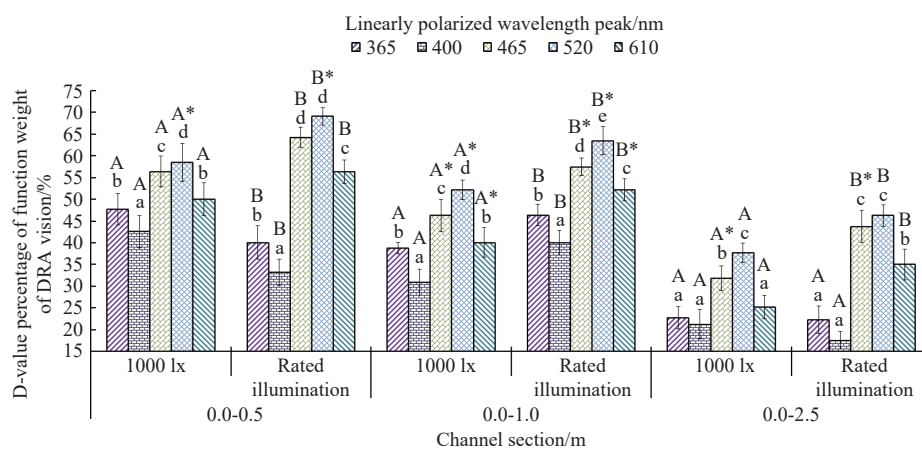 Linearly polarized wavelength peak/nm
365 400 465 520 610
D-value percentage of function weight
of DRA vision/%
75
70
65
60
55
50
45
40
35
30
25
20
15
A A A A* A B B B B* B A A A* A* A* B B B* B* B* A A A* A A A A B* B B
b a c d b b a d d c b a c d b b a d e c a a b c a a a c c b
1000 lx Rated illumination 1000 lx Rated illumination 1000 lx Rated illumination
0.0-0.5 0.0-1.0 0.0-2.5
Channel section/m